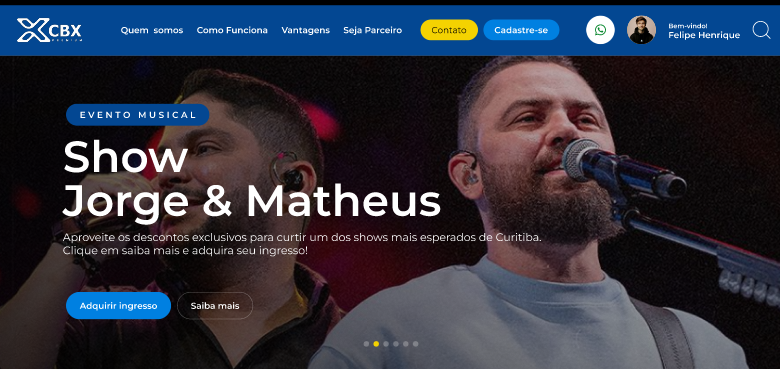 CBX
Quem somos
Como Funciona
Vantagens
Seja Parceiro
Contato
Cadastre-se
Bem-vindo!
Felipe Henrique
EVENTO MUSICAL
Show
Jorge & Matheus
Aproveite os descontos exclusivos para curtir um dos shows mais esperados de Curitiba.
Clique em saiba mais e adquira seu ingresso!
Adquirir ingresso
Saiba mais